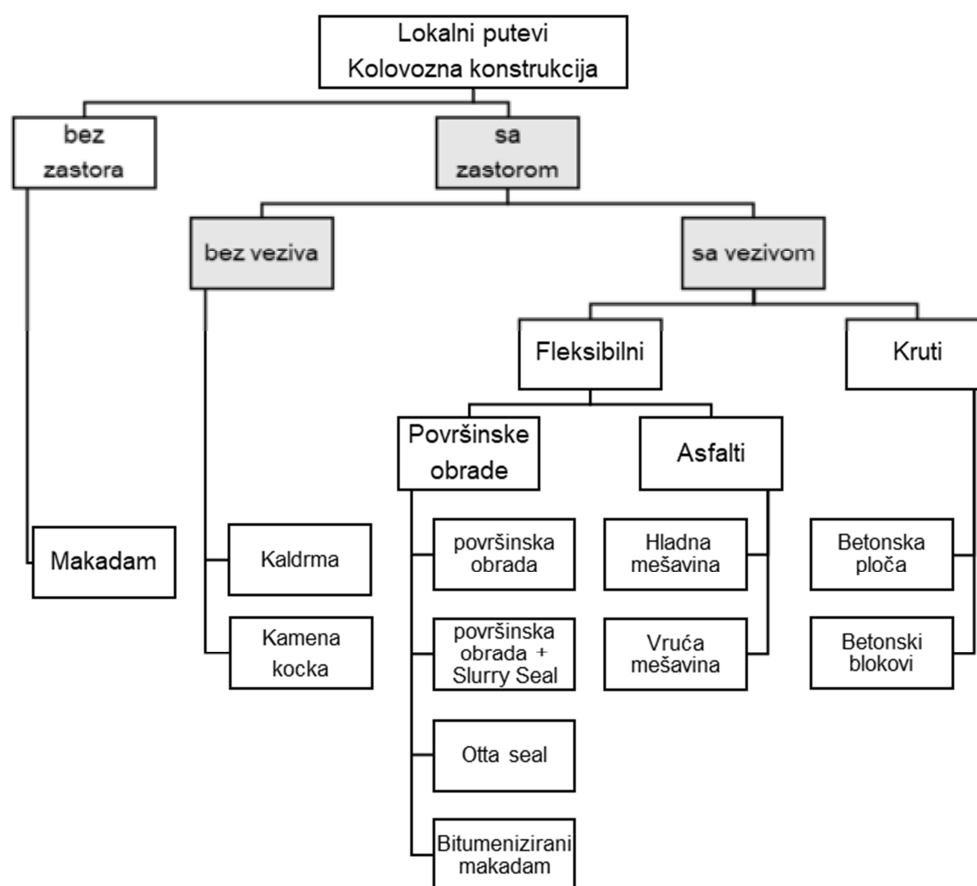 Lokalni putevi
Kolovozna konstrukcija
bez
zastora
sa
zastorom
bez veziva
sa vezivom
Fleksibilni
Kruti
Površinske
obrade
Asfalti
Makadam
Kaldrma
površinska
obrada
Hladna
mešavina
Betonska
ploča
Kamena
kocka
površinska
obrada +
Slurry Seal
Vruća
mešavina
Betonski
blokovi
Otta seal
Bitumenizirani
makadam